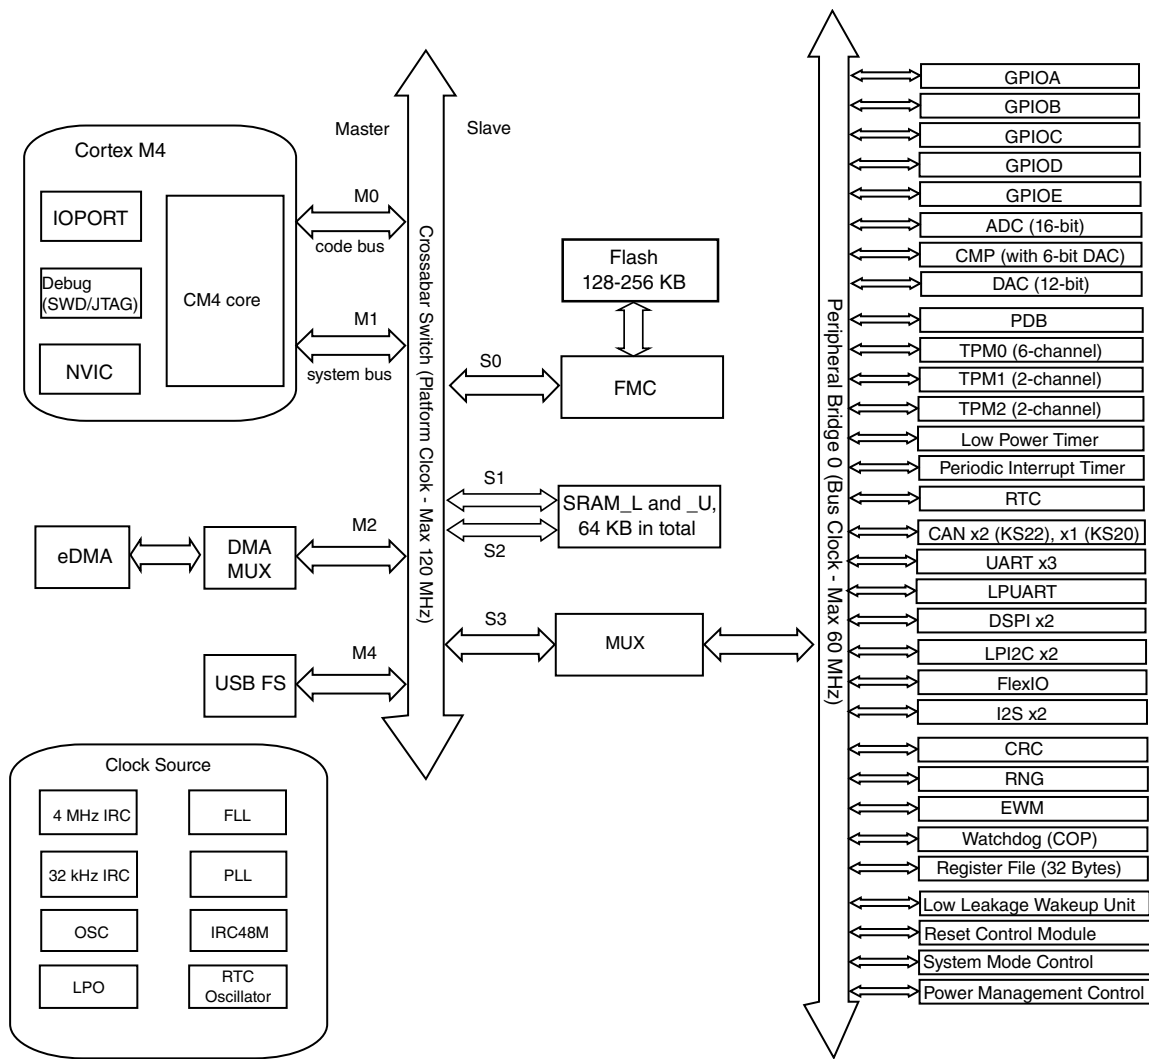 Cortex M4
IOPORT
Debug
(SWD/JTAG)
NVIC
CM4 core
Master
Slave
M0
code bus
M1
system bus
Crossabar Switch (Platform Clcok - Max 120 MHz)
eDMA
DMA
MUX
M2
USB FS
M4
Flash
128-256 KB
S0
FMC
S1
SRAM_L and _U,
64 KB in total
S2
S3
MUX
Peripheral Bridge 0 (Bus Clock - Max 60 MHz)
GPIOA
GPIOB
GPIOC
GPIOD
GPIOE
ADC (16-bit)
CMP (with 6-bit DAC)
DAC (12-bit)
PDB
TPM0 (6-channel)
TPM1 (2-channel)
TPM2 (2-channel)
Low Power Timer
Periodic Interrupt Timer
RTC
CAN x2 (KS22), x1 (KS20)
UART x3
LPUART
DSPI x2
LPI2C x2
FlexIO
I2S x2
CRC
RNG
EWM
Watchdog (COP)
Register File (32 Bytes)
Low Leakage Wakeup Unit
Reset Control Module
System Mode Control
Power Management Control
Clock Source
4 MHz IRC
FLL
32 kHz IRC
PLL
OSC
IRC48M
LPO
RTC
Oscillator